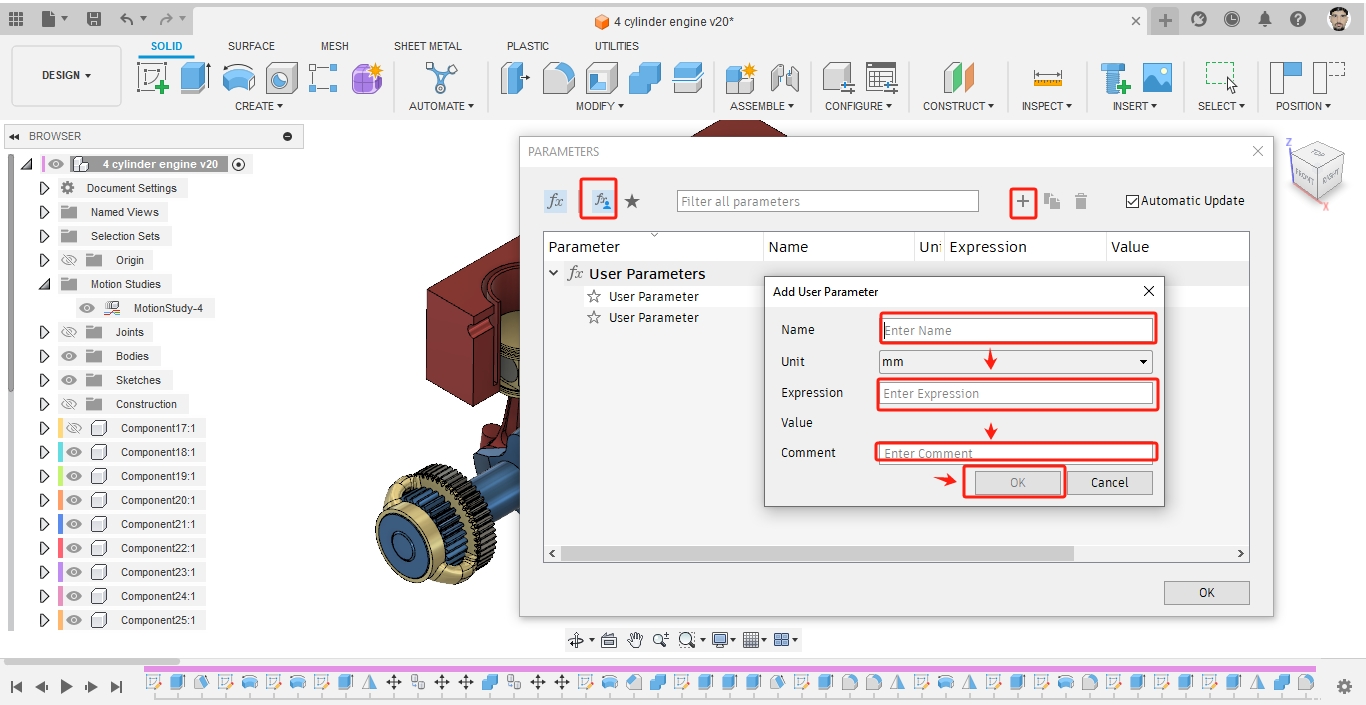 4 cylinder engine v20*
SOLID SURFACE MESH SHEET METAL PLASTIC UTILITIES
DESIGN
CREATE AUTOMATE MODIFY ASSEMBLE CONFIGURE CONSTRUCT INSPECT INSERT SELECT POSITION
BROWSER
4 cylinder engine v20
Document Settings
Named Views
Selection Sets
Origin
Motion Studies
MotionStudy-4
Joints
Bodies
Sketches
Construction
Component17:1
Component18:1
Component19:1
Component20:1
Component21:1
Component22:1
Component23:1
Component24:1
Component25:1
PARAMETERS
fx fx Filter all parameters Automatic Update
Parameter Name Uni Expression Value
fx User Parameters
User Parameter
User Parameter
Add User Parameter
Name Enter Name
Unit mm
Expression Enter Expression
Value
Comment Enter Comment
OK Cancel
OK
Z
TOP
FRONT RIGHT
X